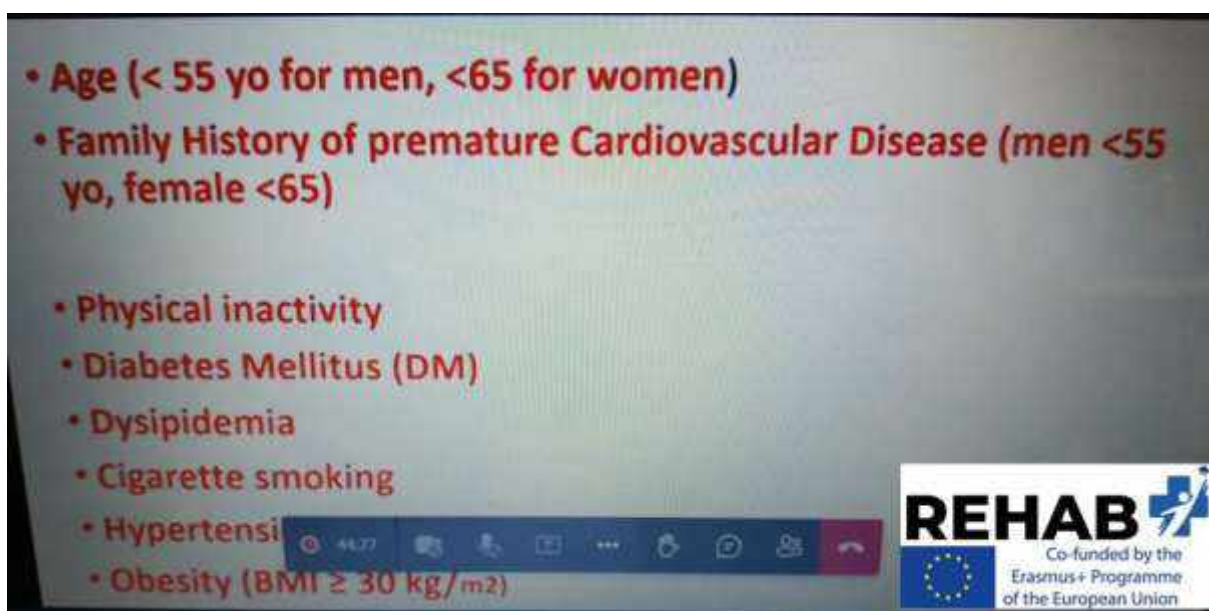 • Age (< 55 yo for men, <65 for women)
• Family History of premature Cardiovascular Disease (men <55
yo, female <65)
• Physical inactivity
• Diabetes Mellitus (DM)
• Dysipidemia
• Cigarette smoking
• Hypertensi
44:27
• Obesity (BMI ≥ 30 kg/m2)
REHAB
Co-funded by the
Erasmus+ Programme
of the European Union